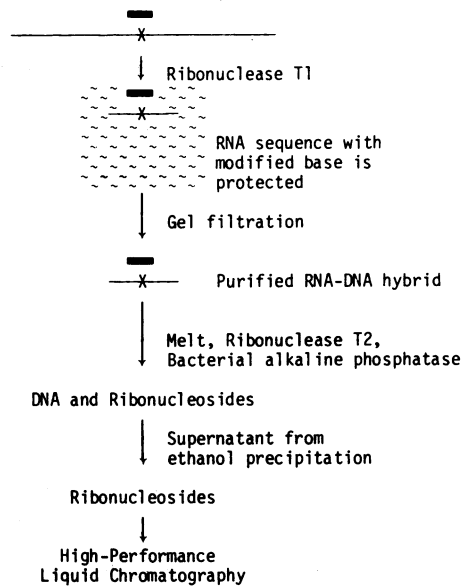 X
Ribonuclease T1
X
RNA sequence with
modified base is
protected
Gel filtration
X
Purified RNA-DNA hybrid
Melt, Ribonuclease T2,
Bacterial alkaline phosphatase
DNA and Ribonucleosides
Supernatant from
ethanol precipitation
Ribonucleosides
High-Performance
Liquid Chromatography